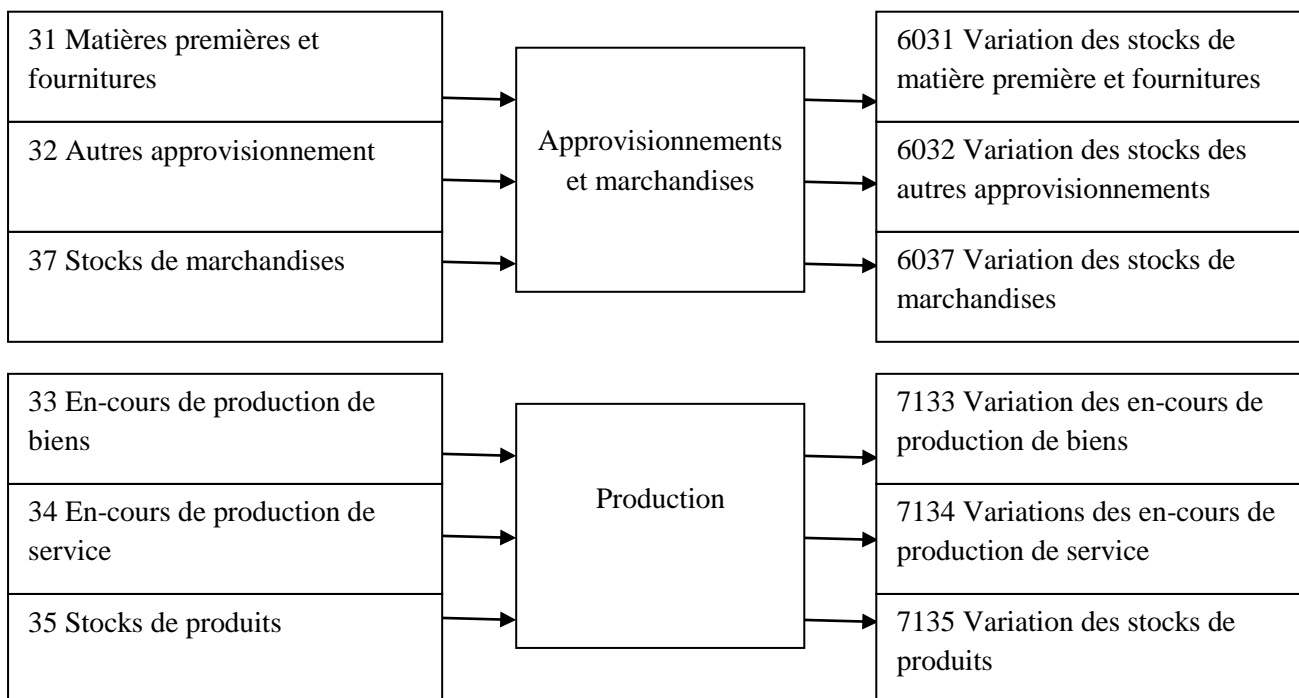 31 Matières premières et
fournitures
32 Autres approvisionnement
37 Stocks de marchandises
Approvisionnements
et marchandises
6031 Variation des stocks de
matière première et fournitures
6032 Variation des stocks des
autres approvisionnements
6037 Variation des stocks de
marchandises
33 En-cours de production de
biens
34 En-cours de production de
service
35 Stocks de produits
Production
7133 Variation des en-cours de
production de biens
7134 Variations des en-cours de
production de service
7135 Variation des stocks de
produits